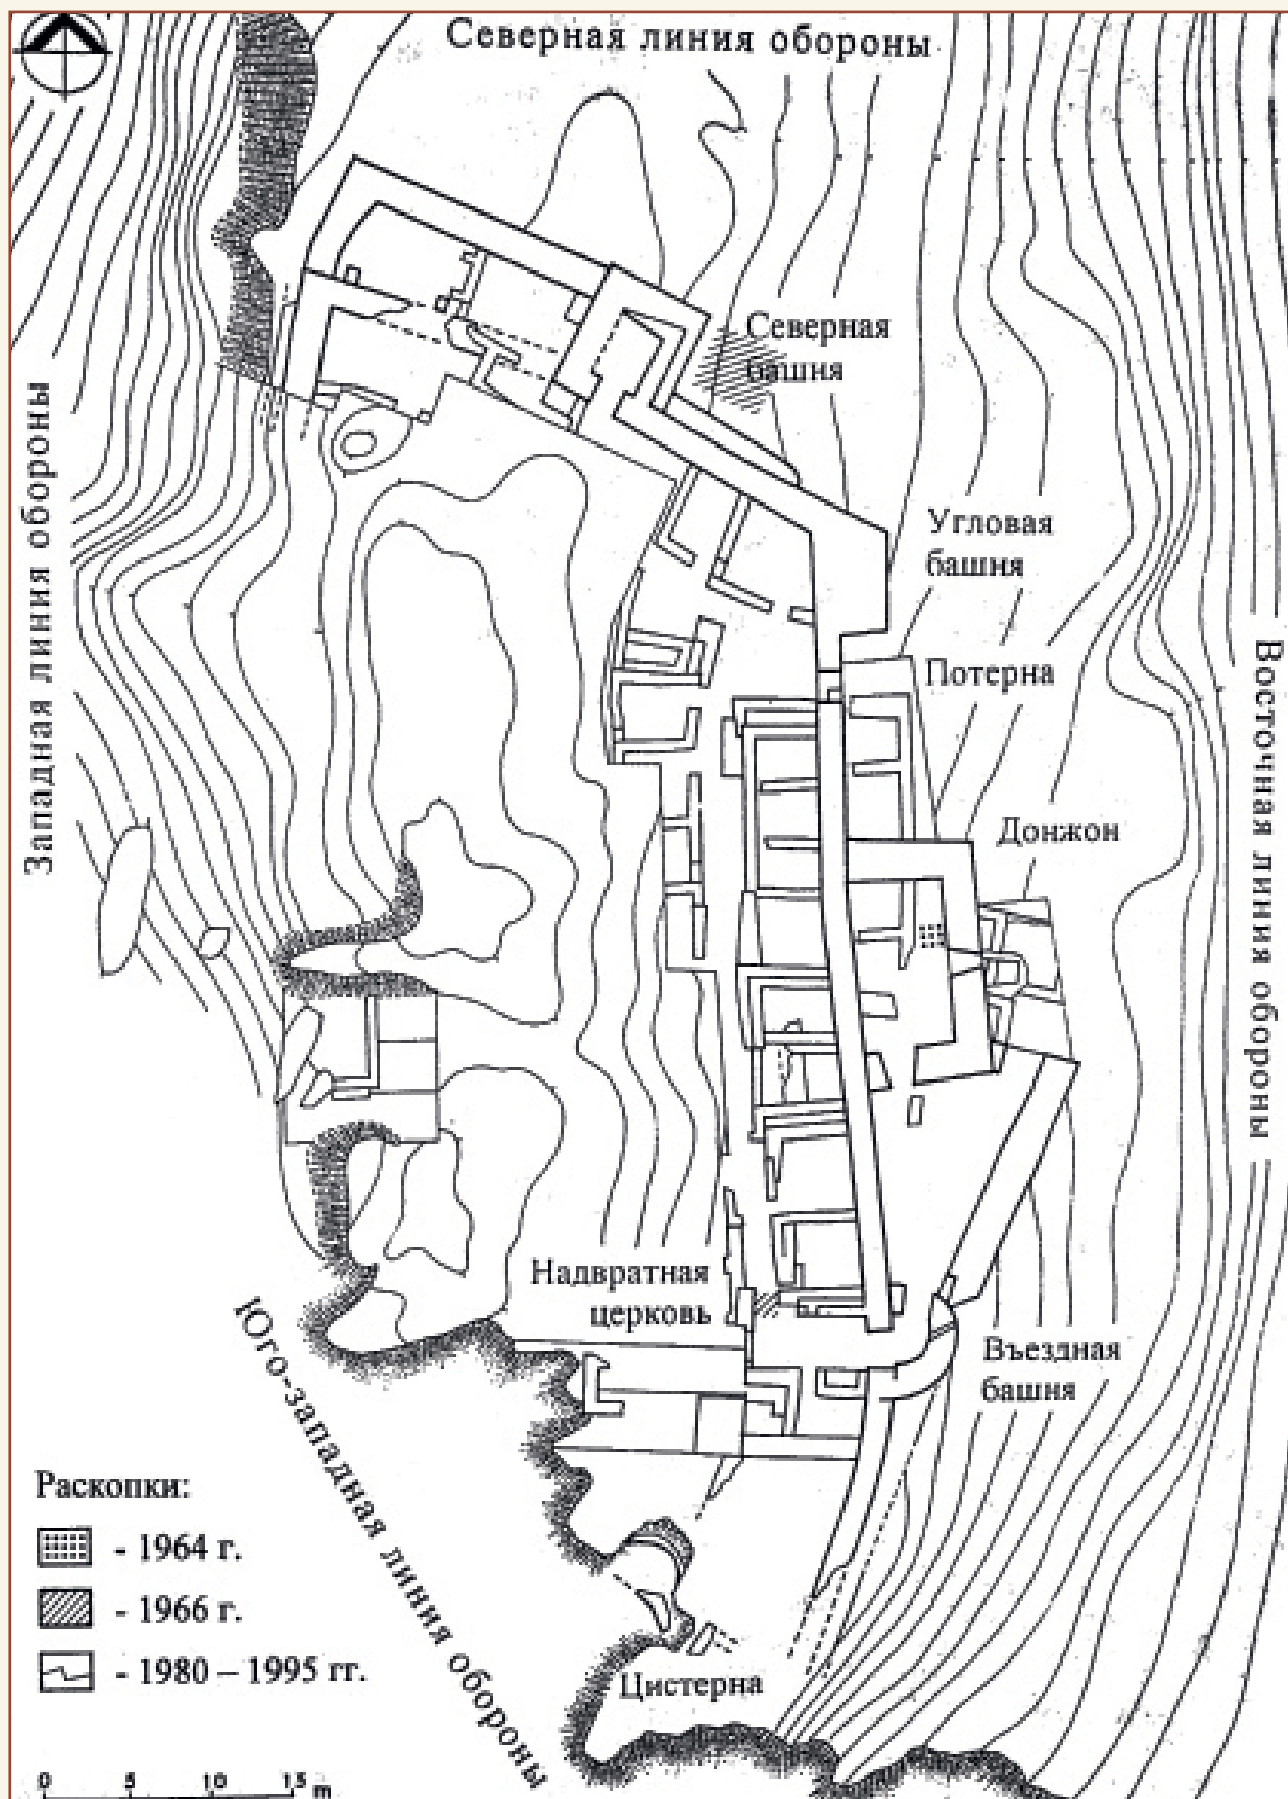 Северная линия обороны
Северная
башня
Западная линия обороны
Угловая
башня
Потерна
Восточная линия обороны
Донжон
Надвратная
церковь
Въездная
башня
Юго-западная линия обороны
Раскопки:
- 1964 г.
- 1966 г.
- 1980 – 1995 гг.
Цистерна
0 5 10 15 m